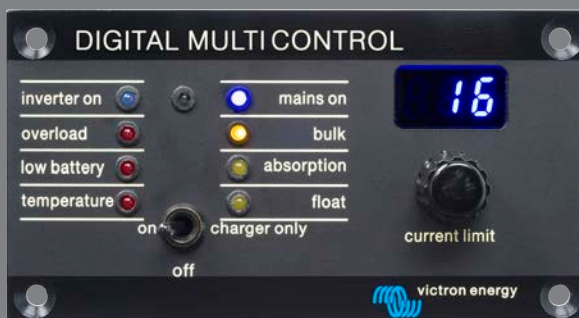 DIGITAL MULTI CONTROL
16
inverter on
mains on
overload
bulk
low battery
absorption
temperature
float
on
charger only
off
current limit
victron energy